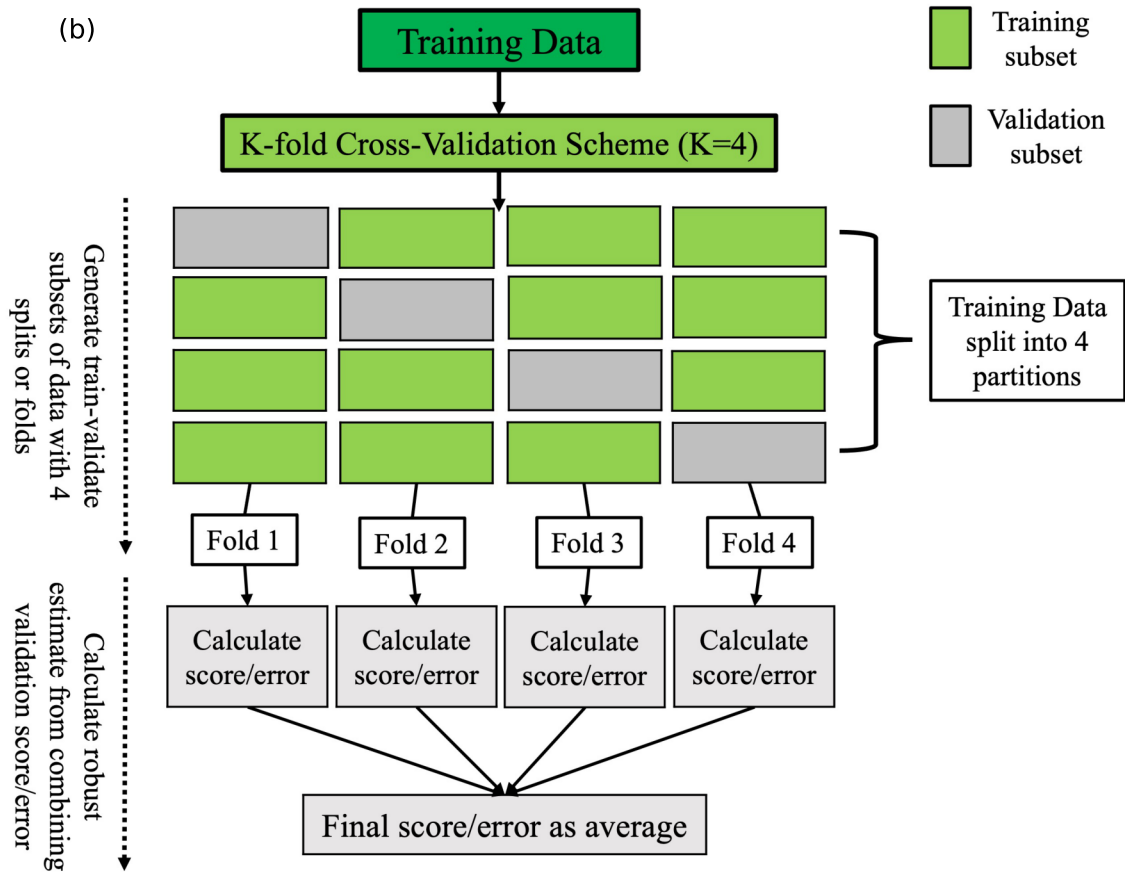 (b)
Training Data
Training
subset
Validation
subset
K-fold Cross-Validation Scheme (K=4)
Generate train-validate
subsets of data with 4
splits or folds
Training Data
split into 4
partitions
Fold 1
Fold 2
Fold 3
Fold 4
Calculate robust
estimate from combining
validation score/error
Calculate
score/error
Calculate
score/error
Calculate
score/error
Calculate
score/error
Final score/error as average